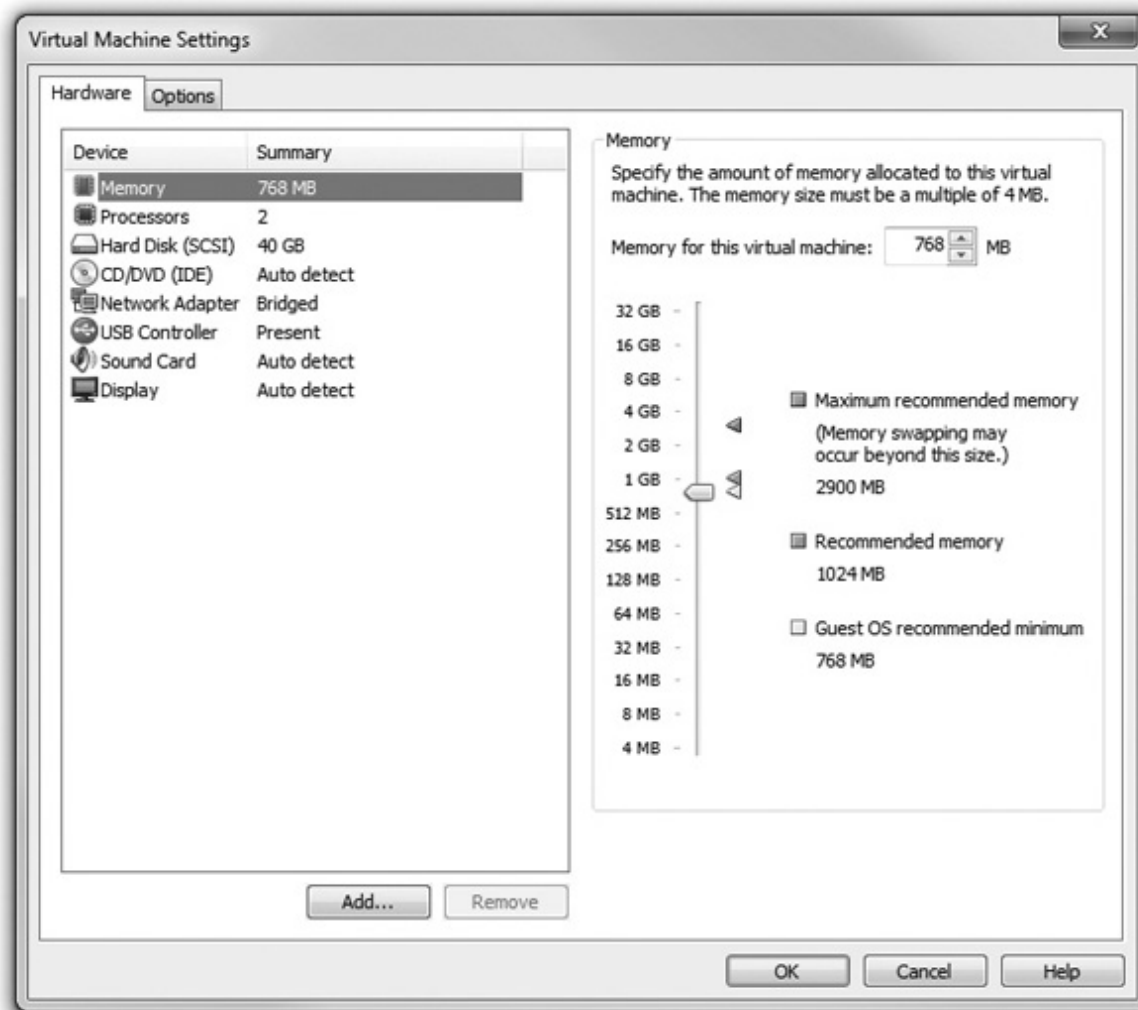 Virtual Machine Settings
x
Hardware
Options
Device Summary
Memory 768 MB
Processors 2
Hard Disk (SCSI) 40 GB
CD/DVD (IDE) Auto detect
Network Adapter Bridged
USB Controller Present
Sound Card Auto detect
Display Auto detect
Add...
Remove
Memory
Specify the amount of memory allocated to this virtual
machine. The memory size must be a multiple of 4 MB.
Memory for this virtual machine: 768 MB
32 GB
16 GB
8 GB
4 GB
2 GB
1 GB
512 MB
256 MB
128 MB
64 MB
32 MB
16 MB
8 MB
4 MB
Maximum recommended memory
(Memory swapping may
occur beyond this size.)
2900 MB
Recommended memory
1024 MB
Guest OS recommended minimum
768 MB
OK
Cancel
Help